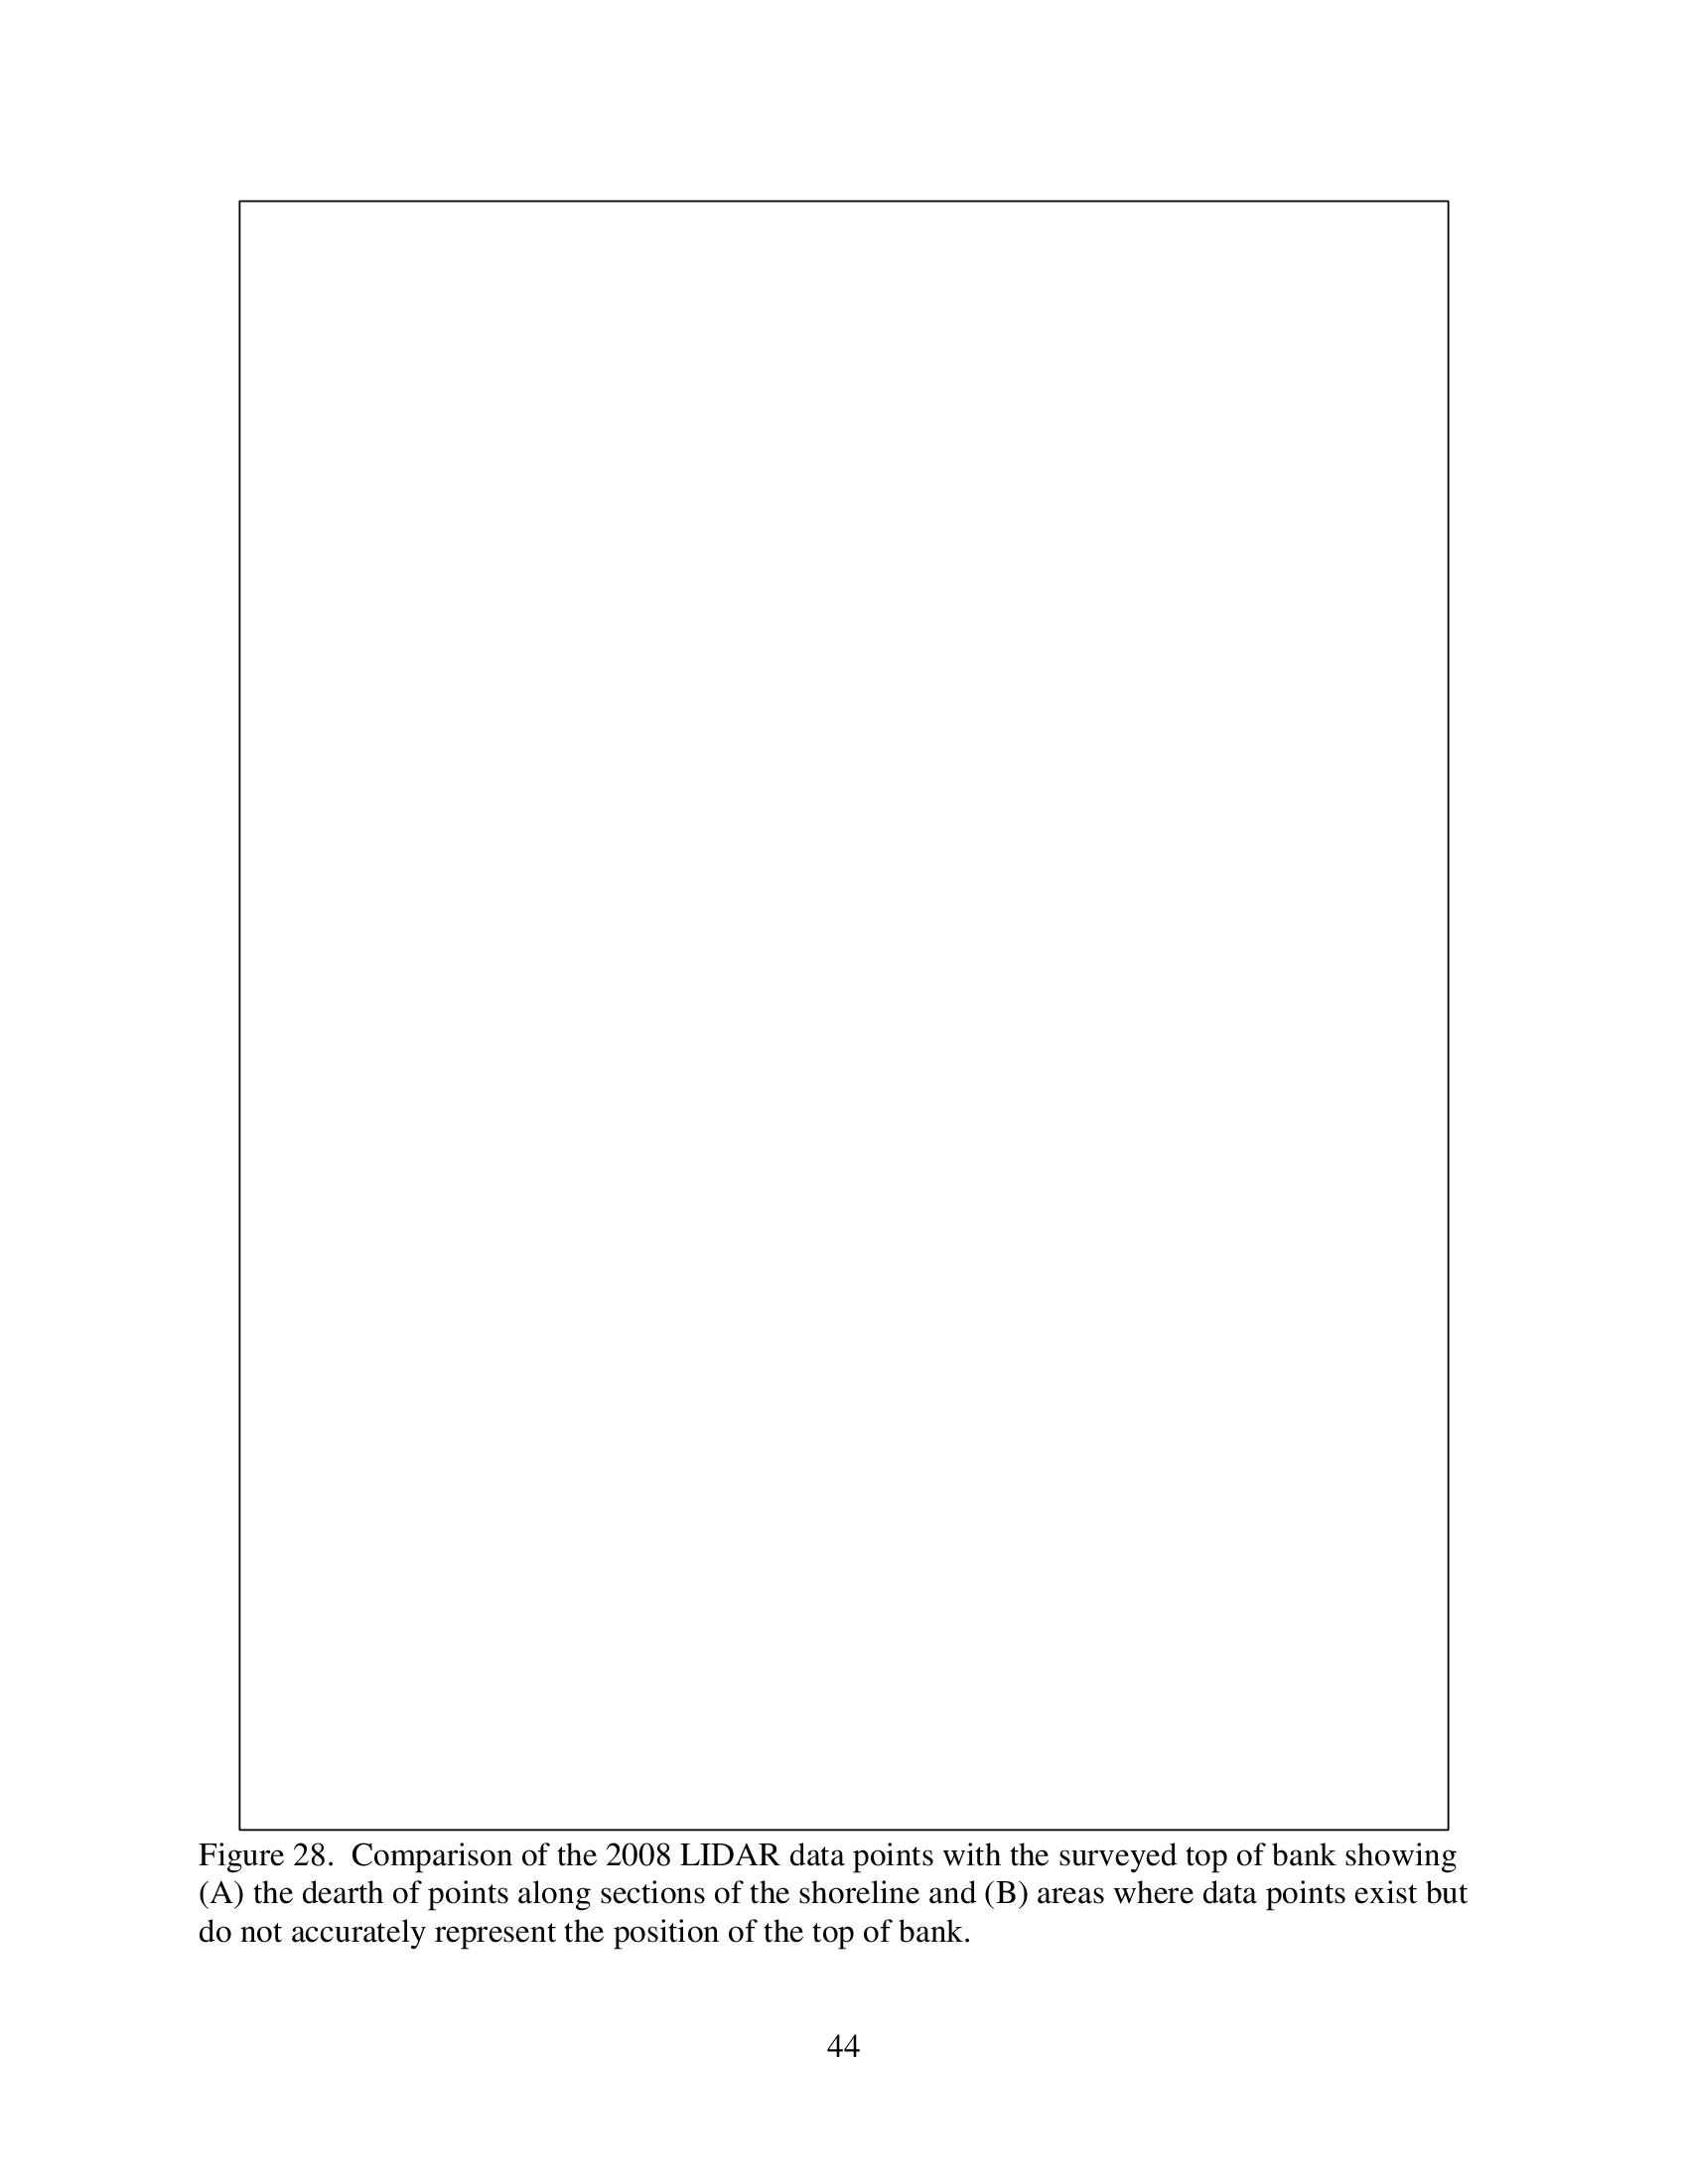 Figure 28.  Comparison of the 2008 LIDAR data points with the surveyed top of bank showing
(A) the dearth of points along sections of the shoreline and (B) areas where data points exist but
do not accurately represent the position of the top of bank.
44